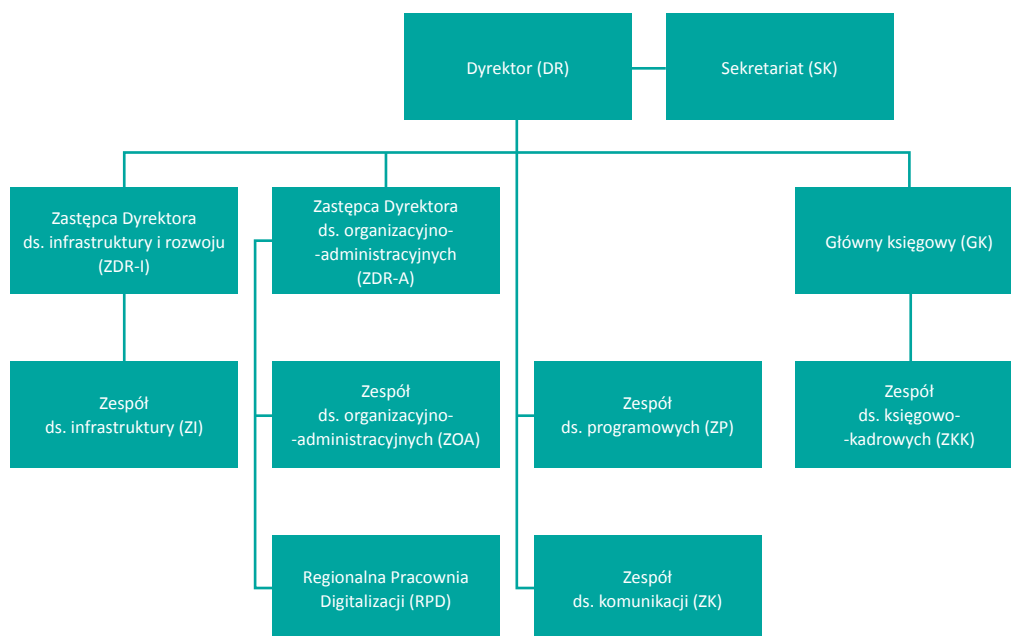 Dyrektor (DR)
Sekretariat (SK)
Zastępca Dyrektora
ds. infrastruktury i rozwoju
(ZDR-I)
Zastępca Dyrektora
ds. organizacyjno-
-administracyjnych
(ZDR-A)
Główny księgowy (GK)
Zespół
ds. infrastruktury (ZI)
Zespół
ds. organizacyjno-
-administracyjnych (ZOA)
Zespół
ds. programowych (ZP)
Zespół
ds. księgowo-
-kadrowych (ZKK)
Regionalna Pracownia
Digitalizacji (RPD)
Zespół
ds. komunikacji (ZK)